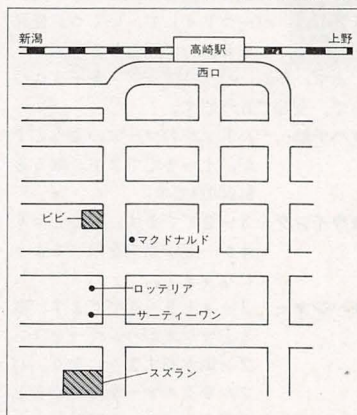 新潟
高崎駅
上野
西口
ビビ
マクドナルド
ロッテリア
サーティーワン
スズラン